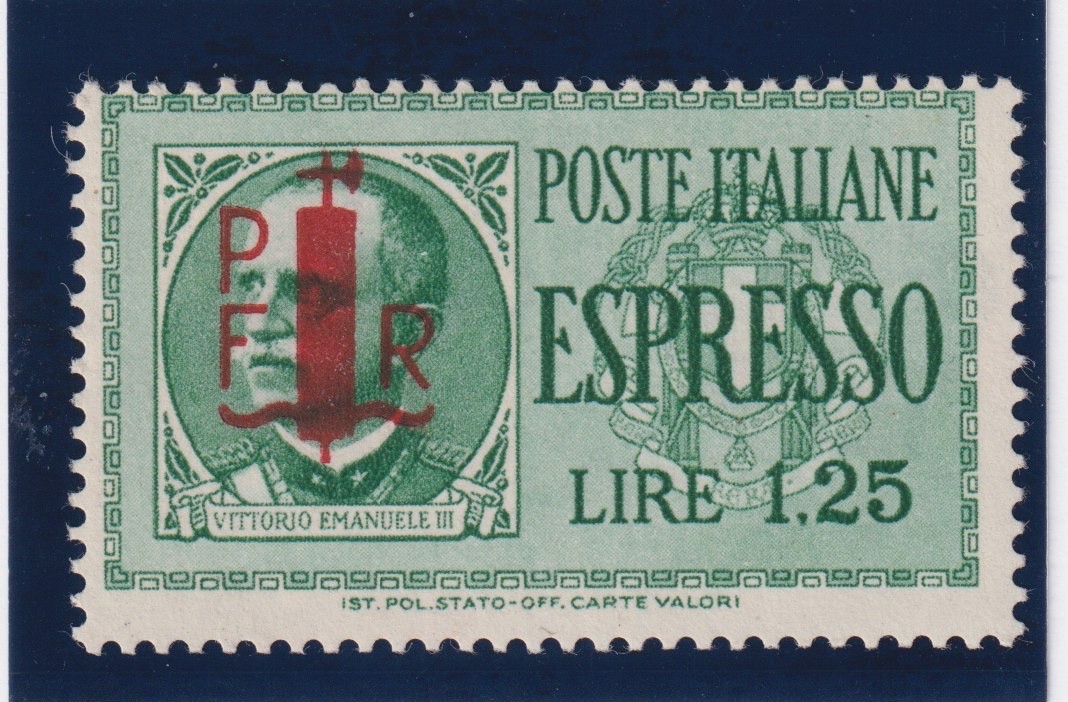 POSTE ITALIANE
ESPRESSO
LIRE 1.25
P
F R
VITTORIO EMANUELE III
IST. POL. STATO-OFF. CARTE VALORI